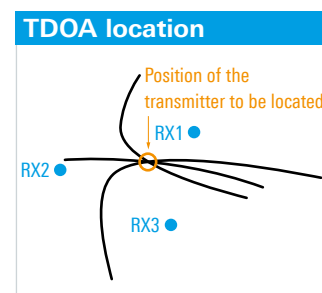 TDOA location
Position of the
transmitter to be located
RX1
RX2
RX3